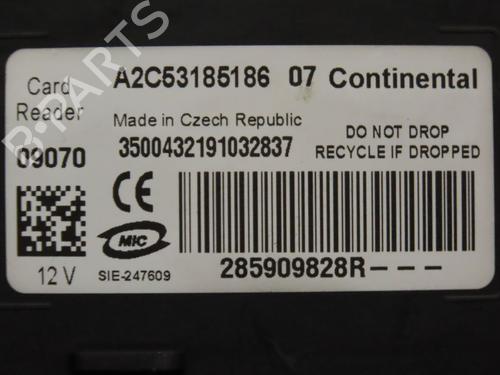 Card Reader
A2C53185186 07 Continental
Made in Czech Republic
09070
3500432191032837
DO NOT DROP
RECYCLE IF DROPPED
CE
MIC
12 V
SIE-247609
285909828R---
B-PARTS